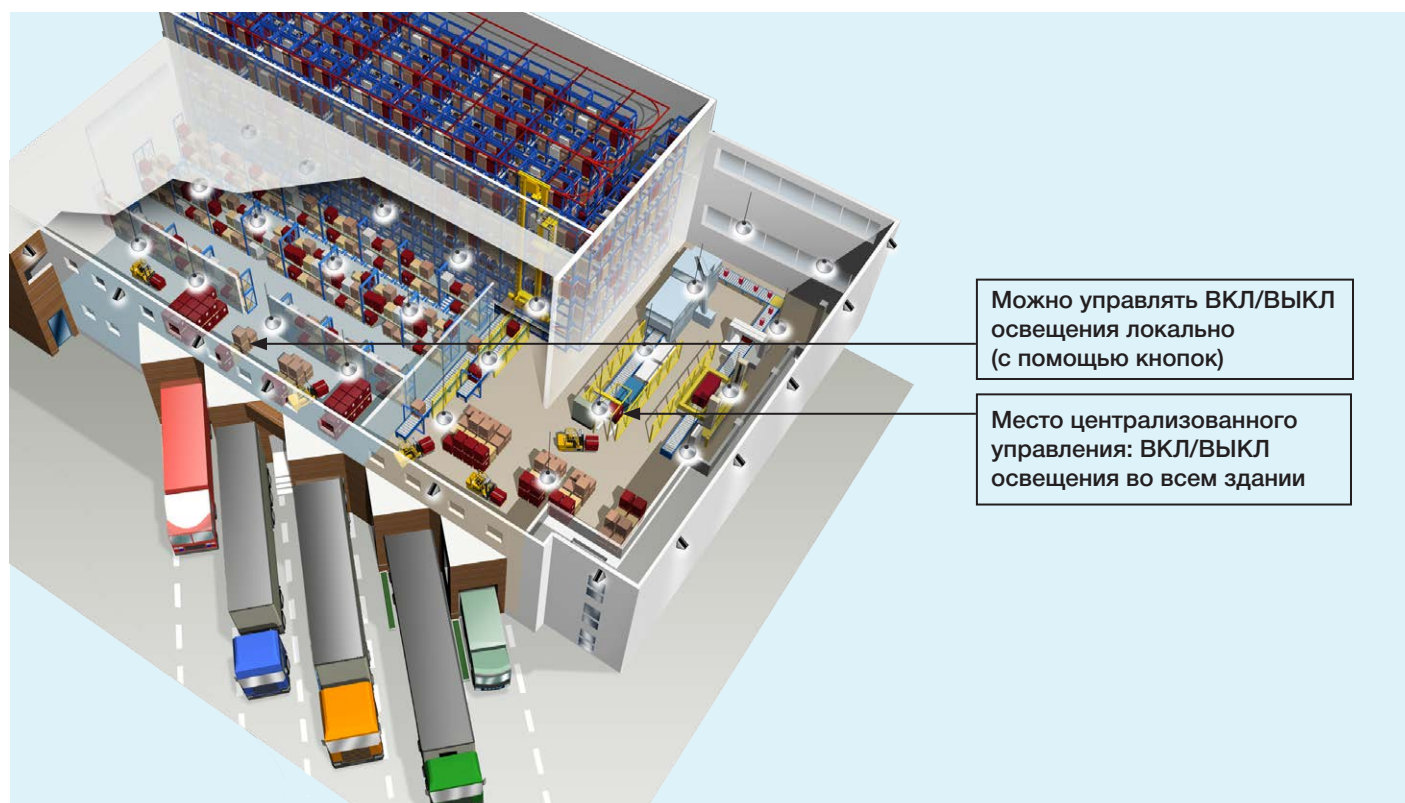 Можно управлять ВКЛ/ВЫКЛ
освещения локально
(с помощью кнопок)
Место централизованного
управления: ВКЛ/ВЫКЛ
освещения во всем здании